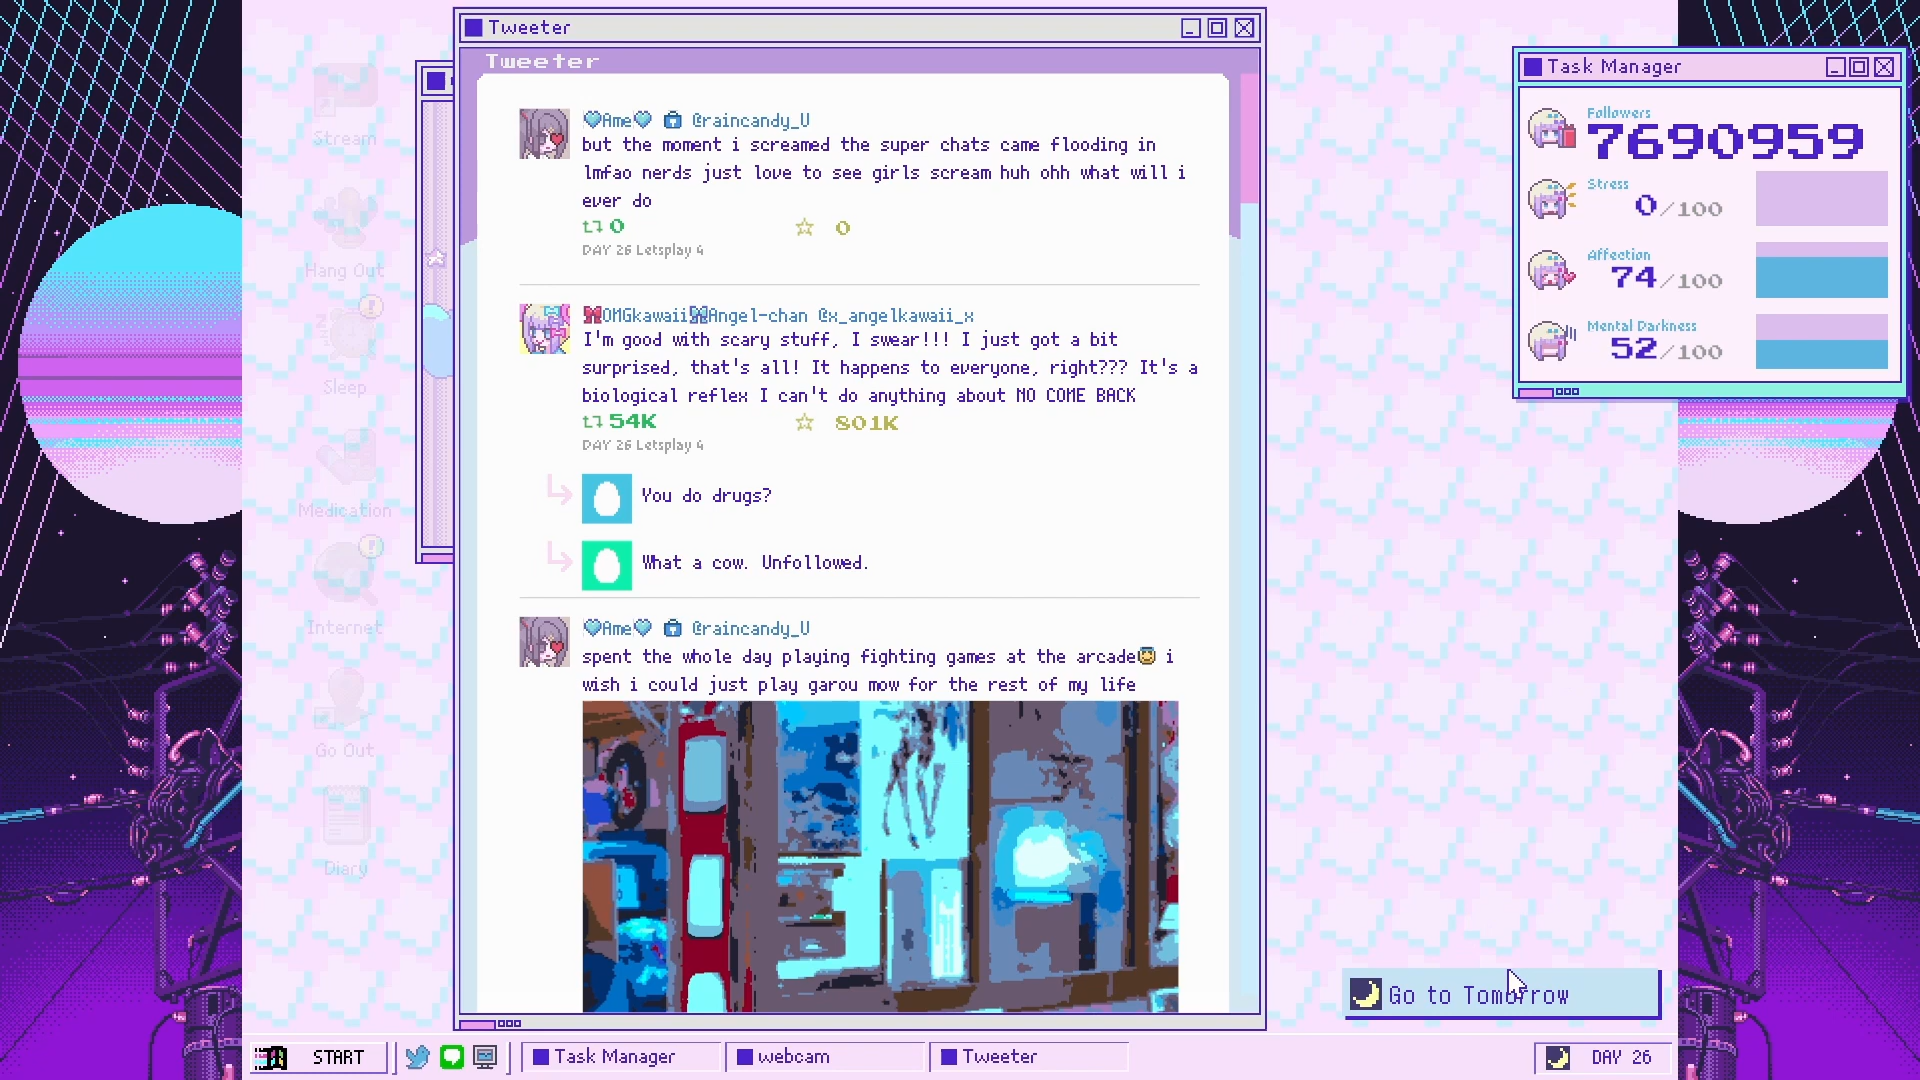 Tweeter
Tweeter
Ame @raincandy_U
but the moment i screamed the super chats came flooding in
lmfao nerds just love to see girls scream huh ohh what will i
ever do
0 0
DAY 26 Letsplay 4
OMGkawaiiAngel-chan @x_angelkawaii_x
I'm good with scary stuff, I swear!!! I just got a bit
surprised, that's all! It happens to everyone, right??? It's a
biological reflex I can't do anything about NO COME BACK
54K 801K
DAY 26 Letsplay 4
You do drugs?
What a cow. Unfollowed.
Ame @raincandy_U
spent the whole day playing fighting games at the arcade i
wish i could just play garou mow for the rest of my life
Stream
Hang Out
Sleep
Medication
Internet
Go Out
Diary
Task Manager
Followers
7690959
Stress
0/100
Affection
74/100
Mental Darkness
52/100
Go to Tomorrow
START
Task Manager
webcam
Tweeter
DAY 26